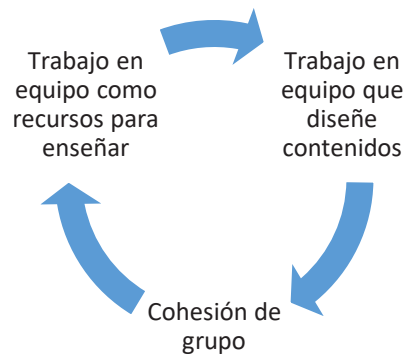 Trabajo en
equipo como
recursos para
enseñar
Trabajo en
equipo que
diseñe
contenidos
Cohesión de
grupo